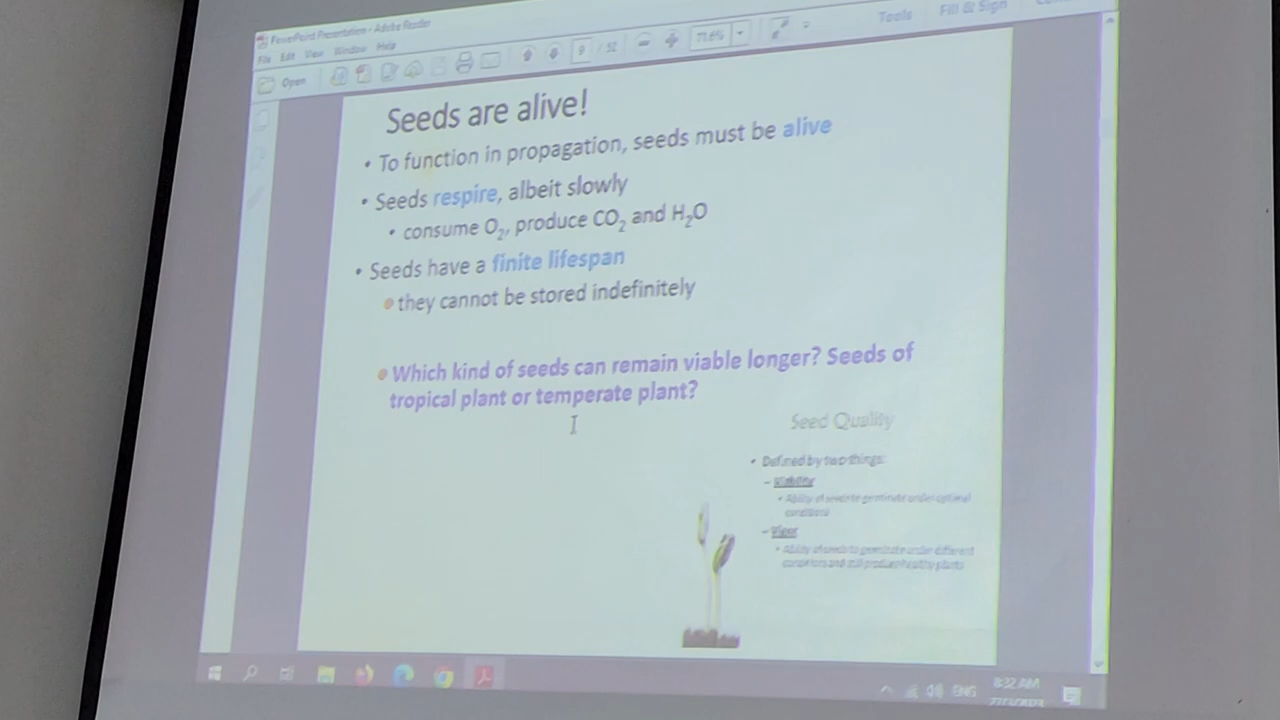 PowerPoint Presentation - Adobe Reader
File Edit View Window Help
Tools Fill & Sign
Open 9 / 52 71.6%
Seeds are alive!
• To function in propagation, seeds must be alive
• Seeds respire, albeit slowly
• consume O₂, produce CO₂ and H₂O
• Seeds have a finite lifespan
• they cannot be stored indefinitely
• Which kind of seeds can remain viable longer? Seeds of
tropical plant or temperate plant?
Seed Quality
• Defined by two things:
– Viability
• Ability of seeds to germinate under optimal
conditions
– Vigor
• Ability of seeds to germinate under different
conditions and still produce healthy plants
ENG
8:32 AM